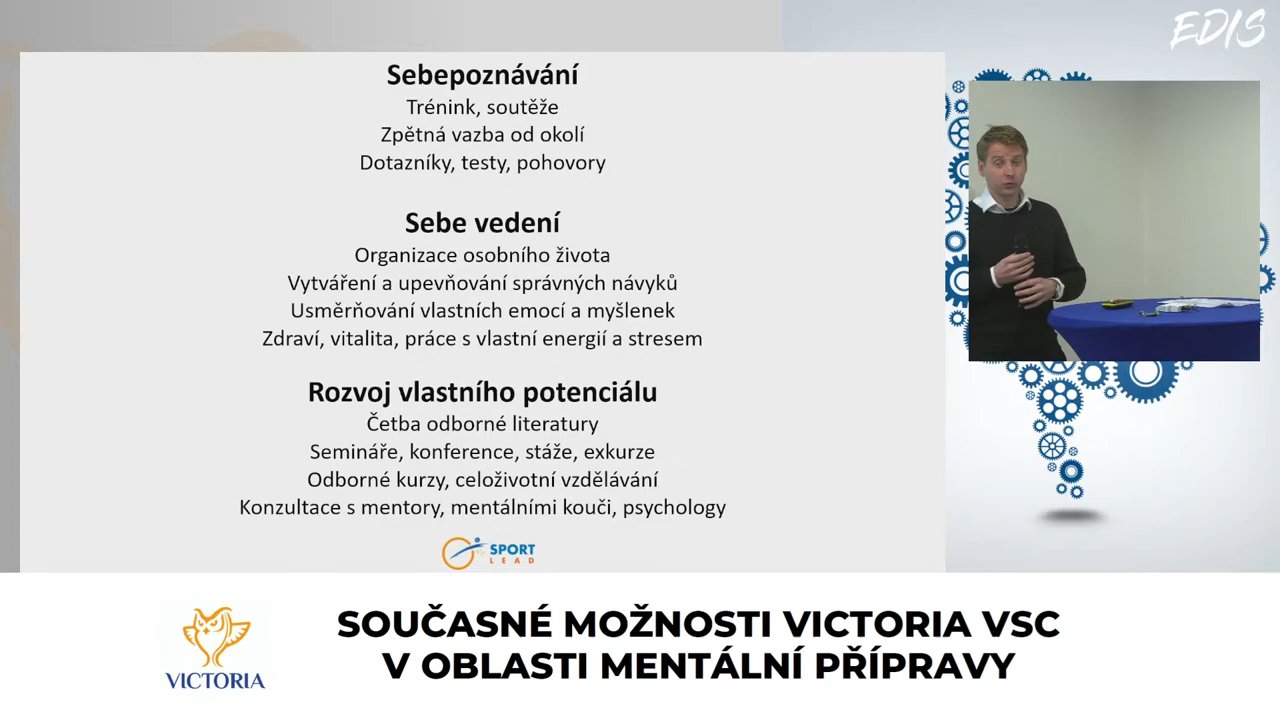 EDIS
Sebepoznávání
Trénink, soutěže
Zpětná vazba od okolí
Dotazníky, testy, pohovory
Sebe vedení
Organizace osobního života
Vytváření a upevňování správných návyků
Usměrňování vlastních emocí a myšlenek
Zdraví, vitalita, práce s vlastní energií a stresem
Rozvoj vlastního potenciálu
Četba odborné literatury
Semináře, konference, stáže, exkurze
Odborné kurzy, celoživotní vzdělávání
Konzultace s mentory, mentálními kouči, psychology
SPORT
LEAD
VICTORIA
SOUČASNÉ MOŽNOSTI VICTORIA VSC
V OBLASTI MENTÁLNÍ PŘÍPRAVY